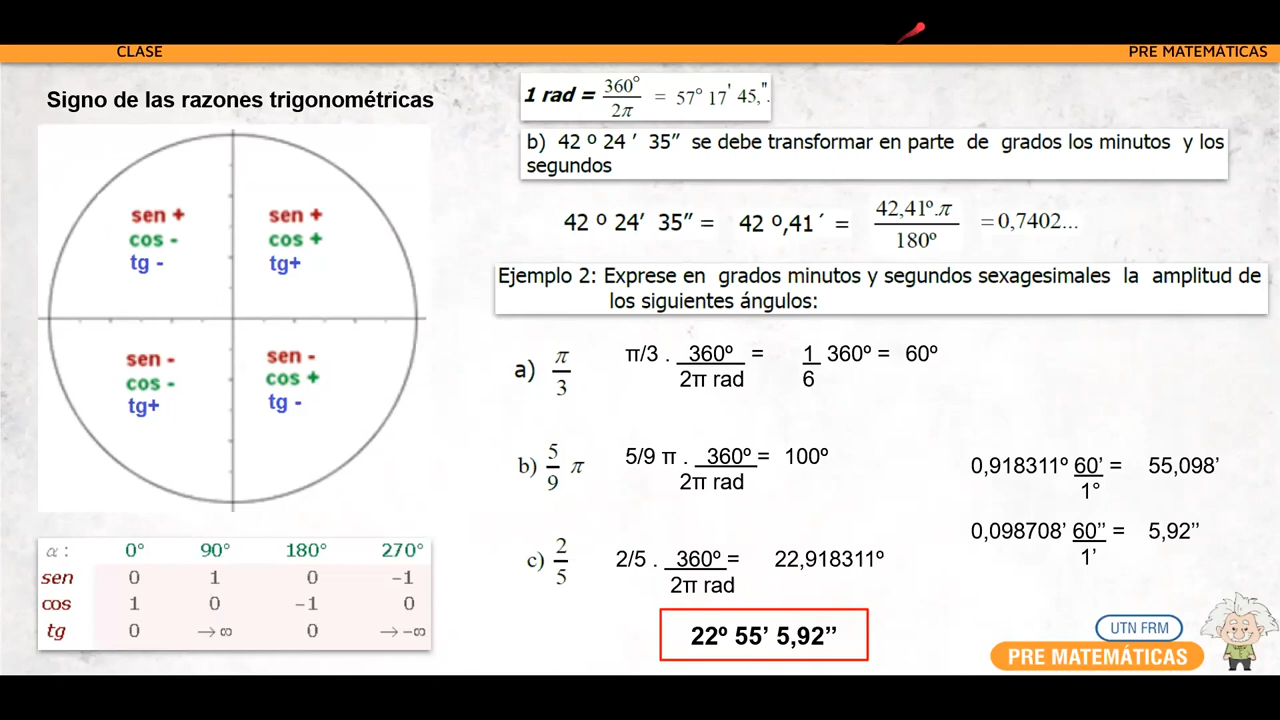 CLASE
PRE MATEMÁTICAS
Signo de las razones trigonométricas
sen + sen +
cos - cos +
tg - tg+
sen - sen -
cos - cos +
tg+ tg -
α : 0° 90° 180° 270°
sen 0 1 0 −1
cos 1 0 −1 0
tg 0 → ∞ 0 → −∞
1 rad = 360° / 2π = 57° 17' 45,".
b) 42 º 24 ′ 35″ se debe transformar en parte de grados los minutos y los
segundos
42 º 24′ 35″ = 42 º,41´ = 42,41º.π / 180º = 0,7402...
Ejemplo 2: Exprese en grados minutos y segundos sexagesimales la amplitud de
los siguientes ángulos:
a) π/3 π/3 . 360º / 2π rad = 1/6 360º = 60º
b) 5/9 π 5/9 π . 360º / 2π rad = 100º
c) 2/5 2/5 . 360º / 2π rad = 22,918311º
0,918311º 60’ / 1° = 55,098’
0,098708’ 60’’ / 1’ = 5,92’’
22º 55’ 5,92’’
UTN FRM
PRE MATEMÁTICAS